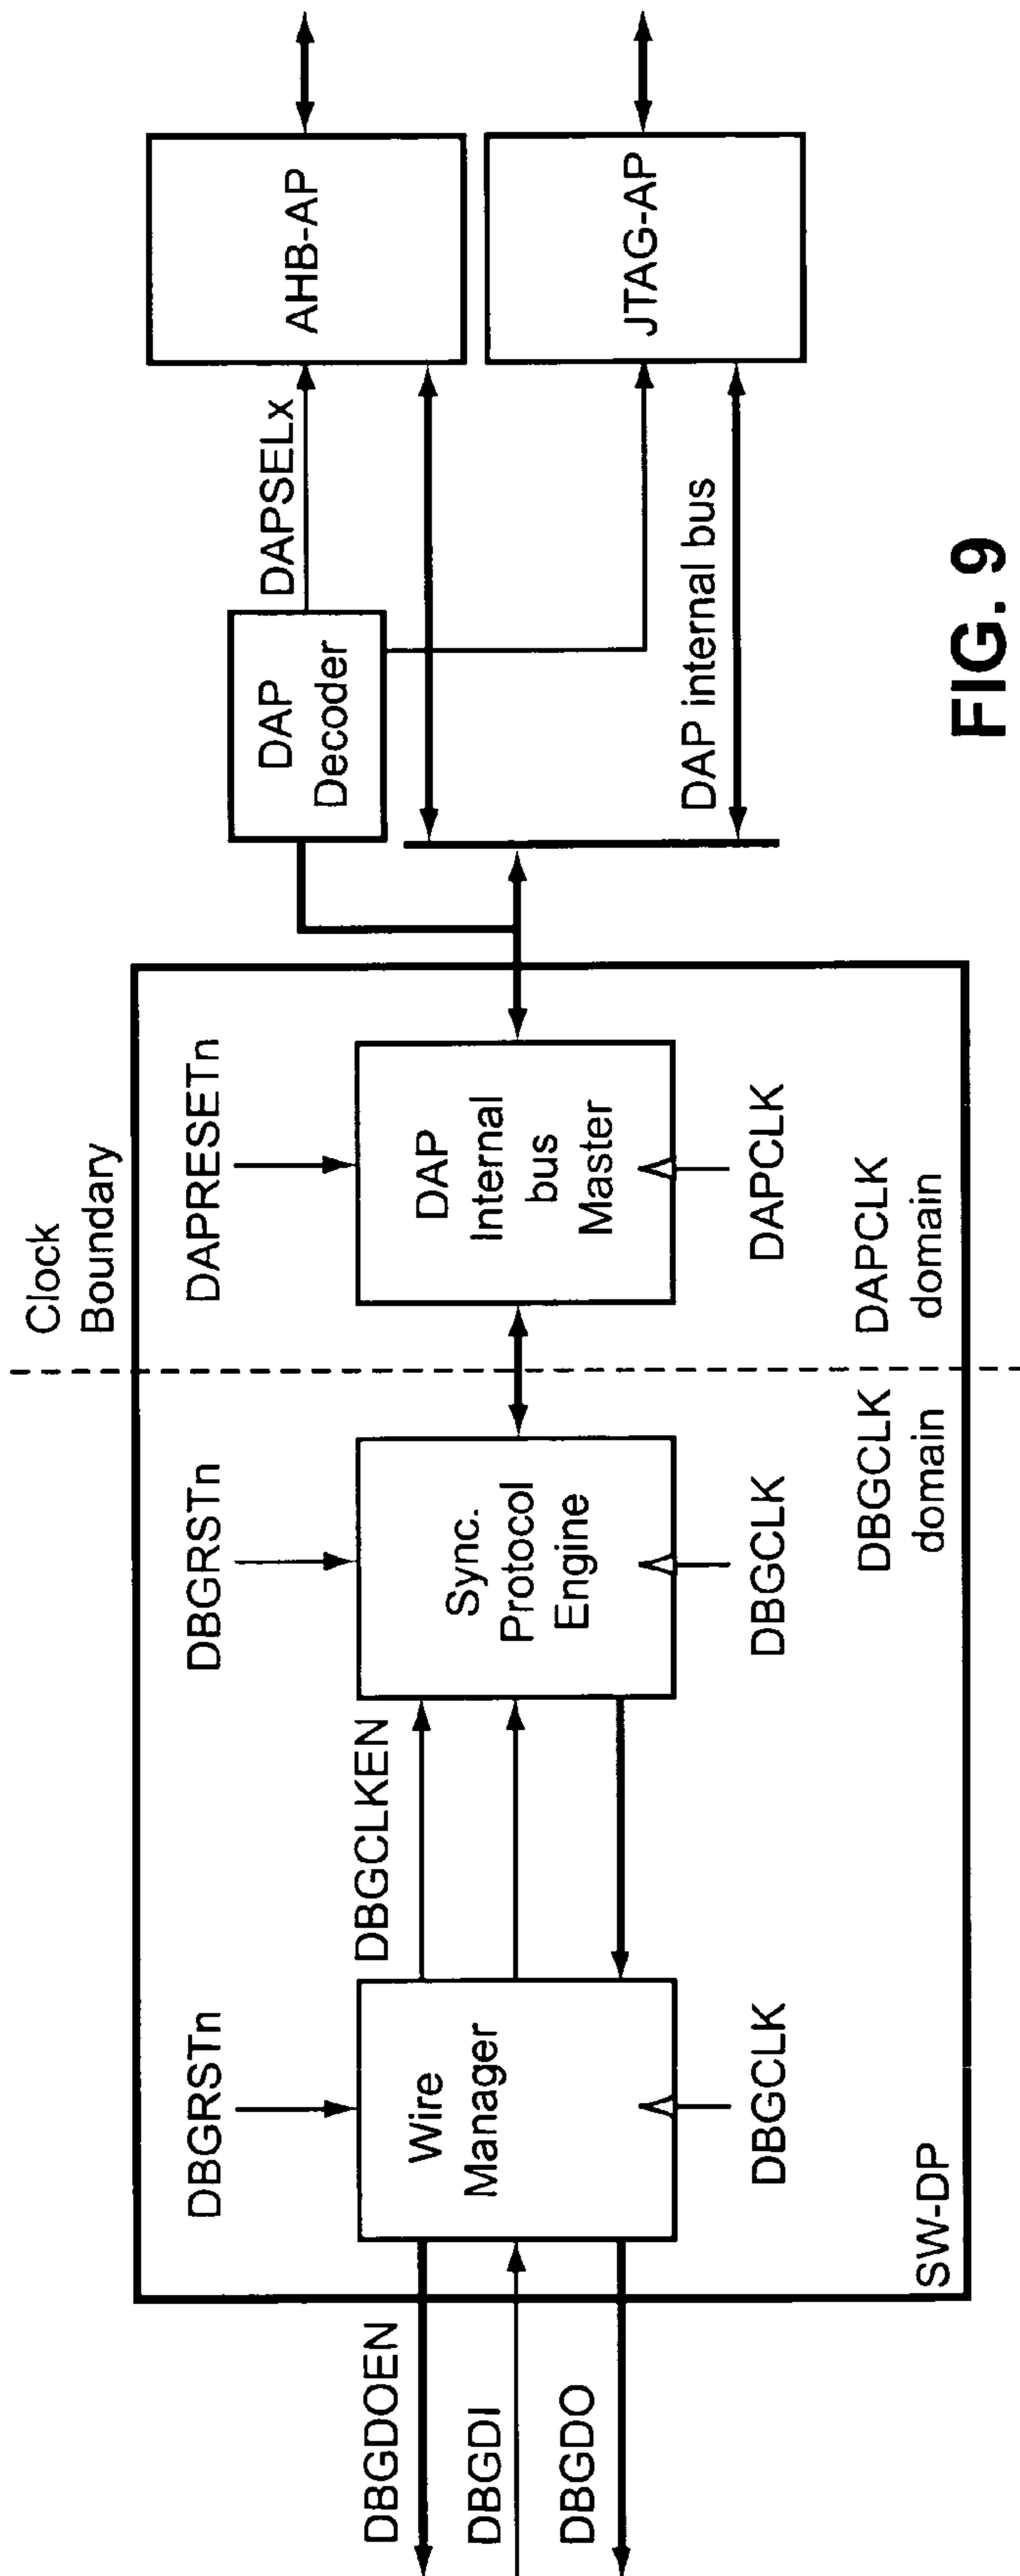 Clock
Boundary
DBGRSTn
DBGRSTn
DAPRESETn
DBGDOEN
DBGDI
DBGDO
Wire
Manager
DBGCLKEN
Sync.
Protocol
Engine
DAP
Internal
bus
Master
DBGCLK
DBGCLK
DAPCLK
SW-DP
DBGCLK
domain
DAPCLK
domain
DAP
Decoder
DAPSELx
DAP internal bus
AHB-AP
JTAG-AP
FIG. 9